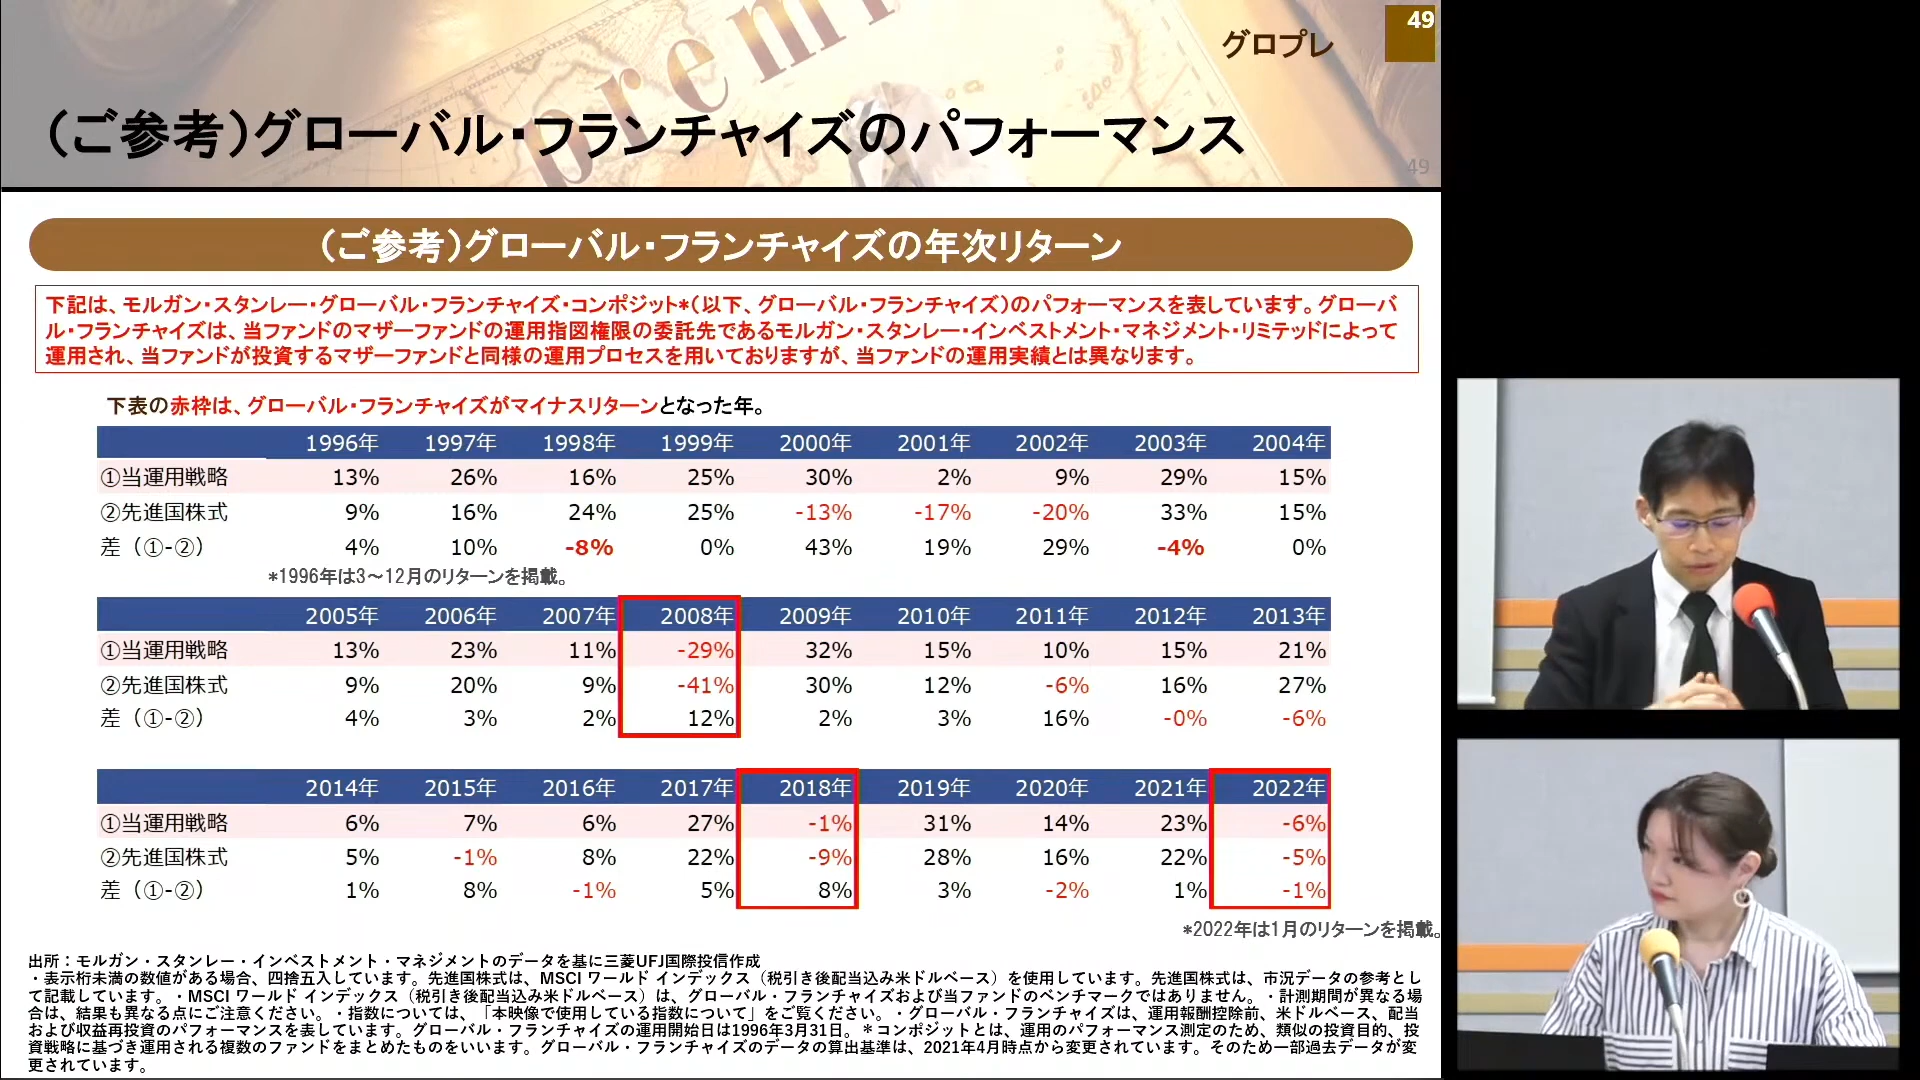 premi
グロプレ
49
(ご参考)グローバル・フランチャイズのパフォーマンス
49
(ご参考)グローバル・フランチャイズの年次リターン
下記は、モルガン・スタンレー・グローバル・フランチャイズ・コンポジット*(以下、グローバル・フランチャイズ)のパフォーマンスを表しています。グローバ
ル・フランチャイズは、当ファンドのマザーファンドの運用指図権限の委託先であるモルガン・スタンレー・インベストメント・マネジメント・リミテッドによって
運用され、当ファンドが投資するマザーファンドと同様の運用プロセスを用いておりますが、当ファンドの運用実績とは異なります。
下表の赤枠は、グローバル・フランチャイズがマイナスリターンとなった年。
1996年 1997年 1998年 1999年 2000年 2001年 2002年 2003年 2004年
①当運用戦略 13% 26% 16% 25% 30% 2% 9% 29% 15%
②先進国株式 9% 16% 24% 25% -13% -17% -20% 33% 15%
差(①-②) 4% 10% -8% 0% 43% 19% 29% -4% 0%
*1996年は3～12月のリターンを掲載。
2005年 2006年 2007年 2008年 2009年 2010年 2011年 2012年 2013年
①当運用戦略 13% 23% 11% -29% 32% 15% 10% 15% 21%
②先進国株式 9% 20% 9% -41% 30% 12% -6% 16% 27%
差(①-②) 4% 3% 2% 12% 2% 3% 16% -0% -6%
2014年 2015年 2016年 2017年 2018年 2019年 2020年 2021年 2022年
①当運用戦略 6% 7% 6% 27% -1% 31% 14% 23% -6%
②先進国株式 5% -1% 8% 22% -9% 28% 16% 22% -5%
差(①-②) 1% 8% -1% 5% 8% 3% -2% 1% -1%
*2022年は1月のリターンを掲載。
出所：モルガン・スタンレー・インベストメント・マネジメントのデータを基に三菱UFJ国際投信作成
・表示桁未満の数値がある場合、四捨五入しています。先進国株式は、MSCI ワールド インデックス（税引き後配当込み米ドルベース）を使用しています。先進国株式は、市況データの参考とし
て記載しています。・MSCI ワールド インデックス（税引き後配当込み米ドルベース）は、グローバル・フランチャイズおよび当ファンドのベンチマークではありません。・計測期間が異なる場
合は、結果も異なる点にご注意ください。・指数については、「本映像で使用している指数について」をご覧ください。・グローバル・フランチャイズは、運用報酬控除前、米ドルベース、配当
および収益再投資のパフォーマンスを表しています。グローバル・フランチャイズの運用開始日は1996年3月31日。＊コンポジットとは、運用のパフォーマンス測定のため、類似の投資目的、投
資戦略に基づき運用される複数のファンドをまとめたものをいいます。グローバル・フランチャイズのデータの算出基準は、2021年4月時点から変更されています。そのため一部過去データが変
更されています。